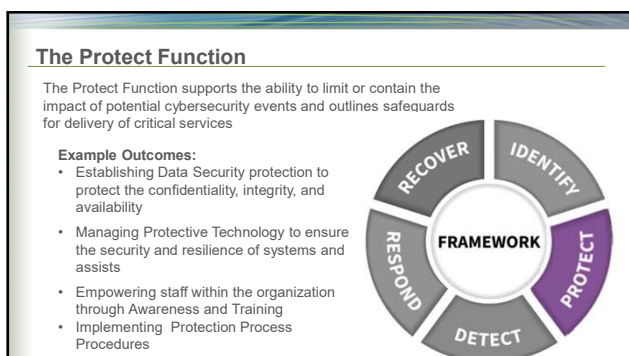 The Protect Function
The Protect Function supports the ability to limit or contain the
impact of potential cybersecurity events and outlines safeguards
for delivery of critical services
Example Outcomes:
• Establishing Data Security protection to
protect the confidentiality, integrity, and
availability
• Managing Protective Technology to ensure
the security and resilience of systems and
assists
• Empowering staff within the organization
through Awareness and Training
• Implementing Protection Process
Procedures
RECOVER
IDENTIFY
FRAMEWORK
RESPOND
PROTECT
DETECT